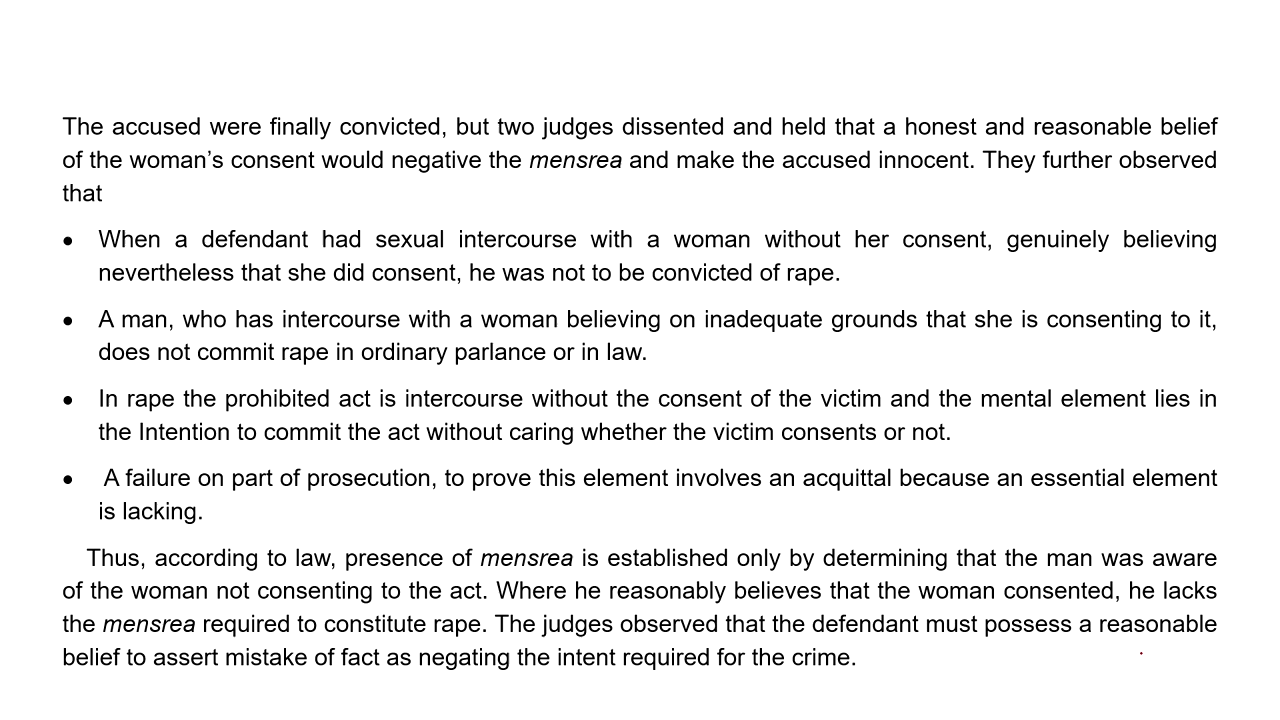 The accused were finally convicted, but two judges dissented and held that a honest and reasonable belief
of the woman’s consent would negative the mensrea and make the accused innocent. They further observed
that
• When a defendant had sexual intercourse with a woman without her consent, genuinely believing
nevertheless that she did consent, he was not to be convicted of rape.
• A man, who has intercourse with a woman believing on inadequate grounds that she is consenting to it,
does not commit rape in ordinary parlance or in law.
• In rape the prohibited act is intercourse without the consent of the victim and the mental element lies in
the Intention to commit the act without caring whether the victim consents or not.
• A failure on part of prosecution, to prove this element involves an acquittal because an essential element
is lacking.
Thus, according to law, presence of mensrea is established only by determining that the man was aware
of the woman not consenting to the act. Where he reasonably believes that the woman consented, he lacks
the mensrea required to constitute rape. The judges observed that the defendant must possess a reasonable
belief to assert mistake of fact as negating the intent required for the crime.